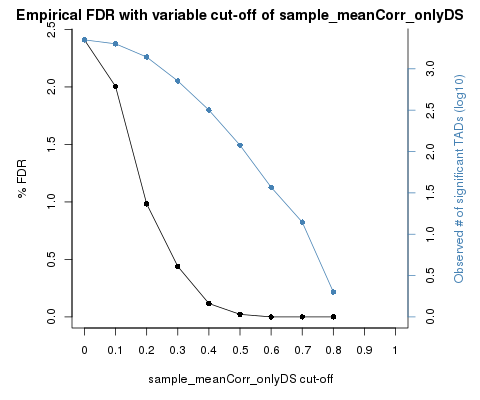 Empirical FDR with variable cut-off of sample_meanCorr_onlyDS
% FDR
2.5
2.0
1.5
1.0
0.5
0.0
3.0
2.5
2.0
1.5
1.0
0.5
0.0
Observed # of significant TADs (log10)
0 0.1 0.2 0.3 0.4 0.5 0.6 0.7 0.8 0.9 1
sample_meanCorr_onlyDS cut-off